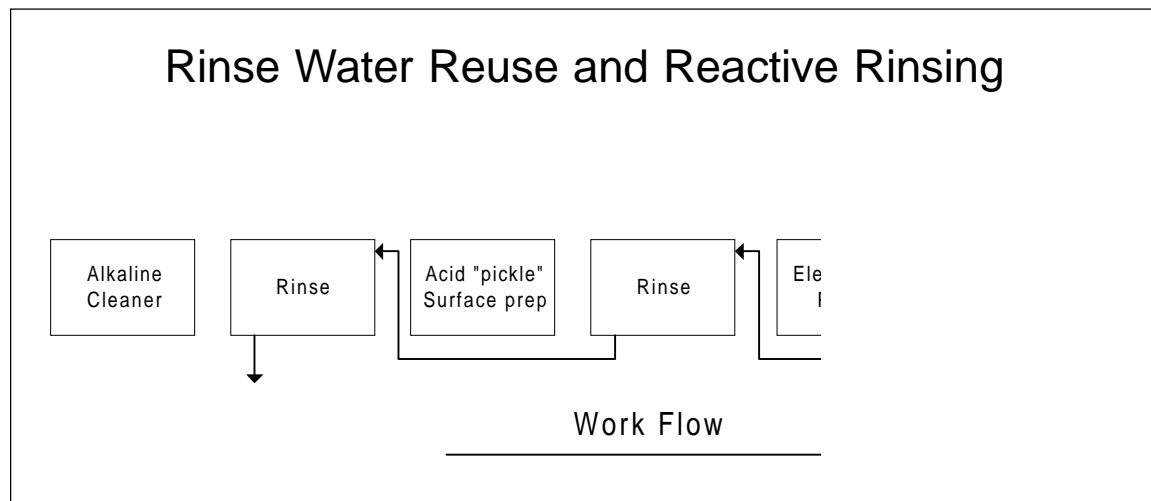 Rinse Water Reuse and Reactive Rinsing
Alkaline
Cleaner
Rinse
Acid "pickle"
Surface prep
Rinse
Work Flow